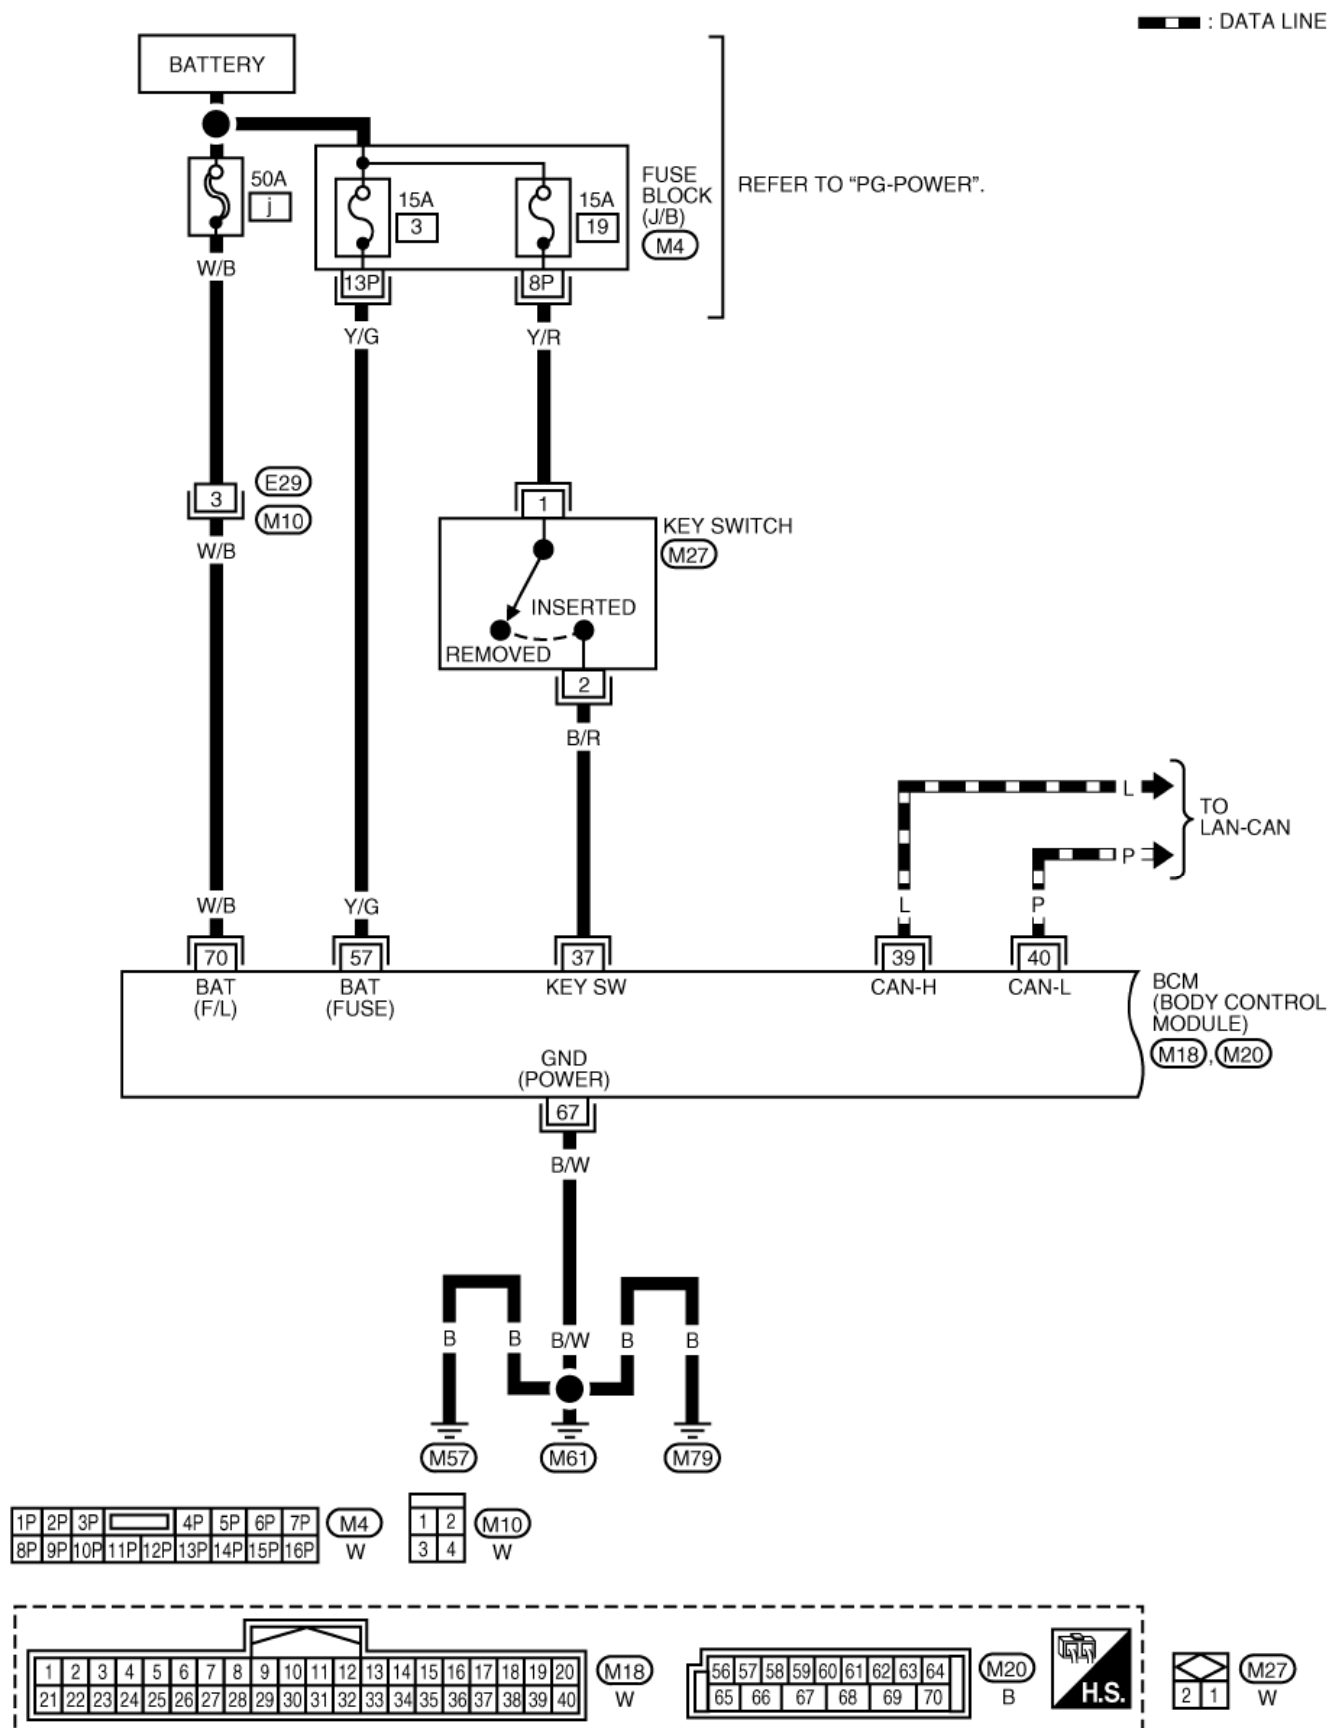 : DATA LINE
BATTERY
50A
j
15A
3
15A
19
FUSE
BLOCK
(J/B)
M4
REFER TO “PG-POWER”.
W/B
13P
8P
Y/G
Y/R
3
E29
M10
W/B
1
KEY SWITCH
M27
INSERTED
REMOVED
2
B/R
L
P
TO
LAN-CAN
W/B
Y/G
L
P
70
57
37
39
40
BAT
(F/L)
BAT
(FUSE)
KEY SW
CAN-H
CAN-L
BCM
(BODY CONTROL
MODULE)
M18, M20
GND
(POWER)
67
B/W
B B B/W B B
M57 M61 M79
1P 2P 3P 4P 5P 6P 7P
8P 9P 10P 11P 12P 13P 14P 15P 16P
M4
W
1 2
3 4
M10
W
1 2 3 4 5 6 7 8 9 10 11 12 13 14 15 16 17 18 19 20
21 22 23 24 25 26 27 28 29 30 31 32 33 34 35 36 37 38 39 40
M18
W
56 57 58 59 60 61 62 63 64
65 66 67 68 69 70
M20
B
H.S.
2 1
M27
W